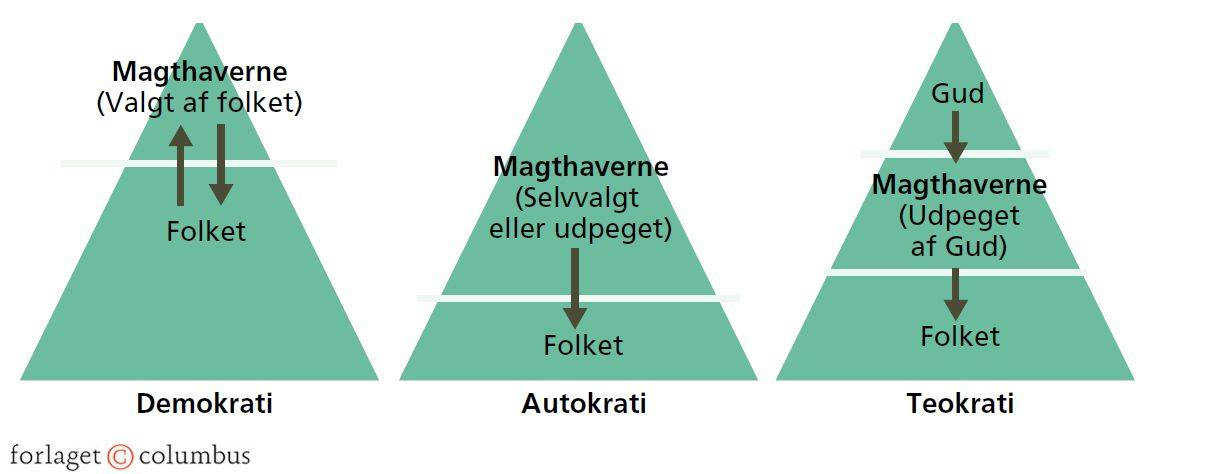 Magthaverne
(Valgt af folket)
Folket
Demokrati
Magthaverne
(Selvvalgt
eller udpeget)
Folket
Autokrati
Gud
Magthaverne
(Udpeget
af Gud)
Folket
Teokrati
forlaget © columbus